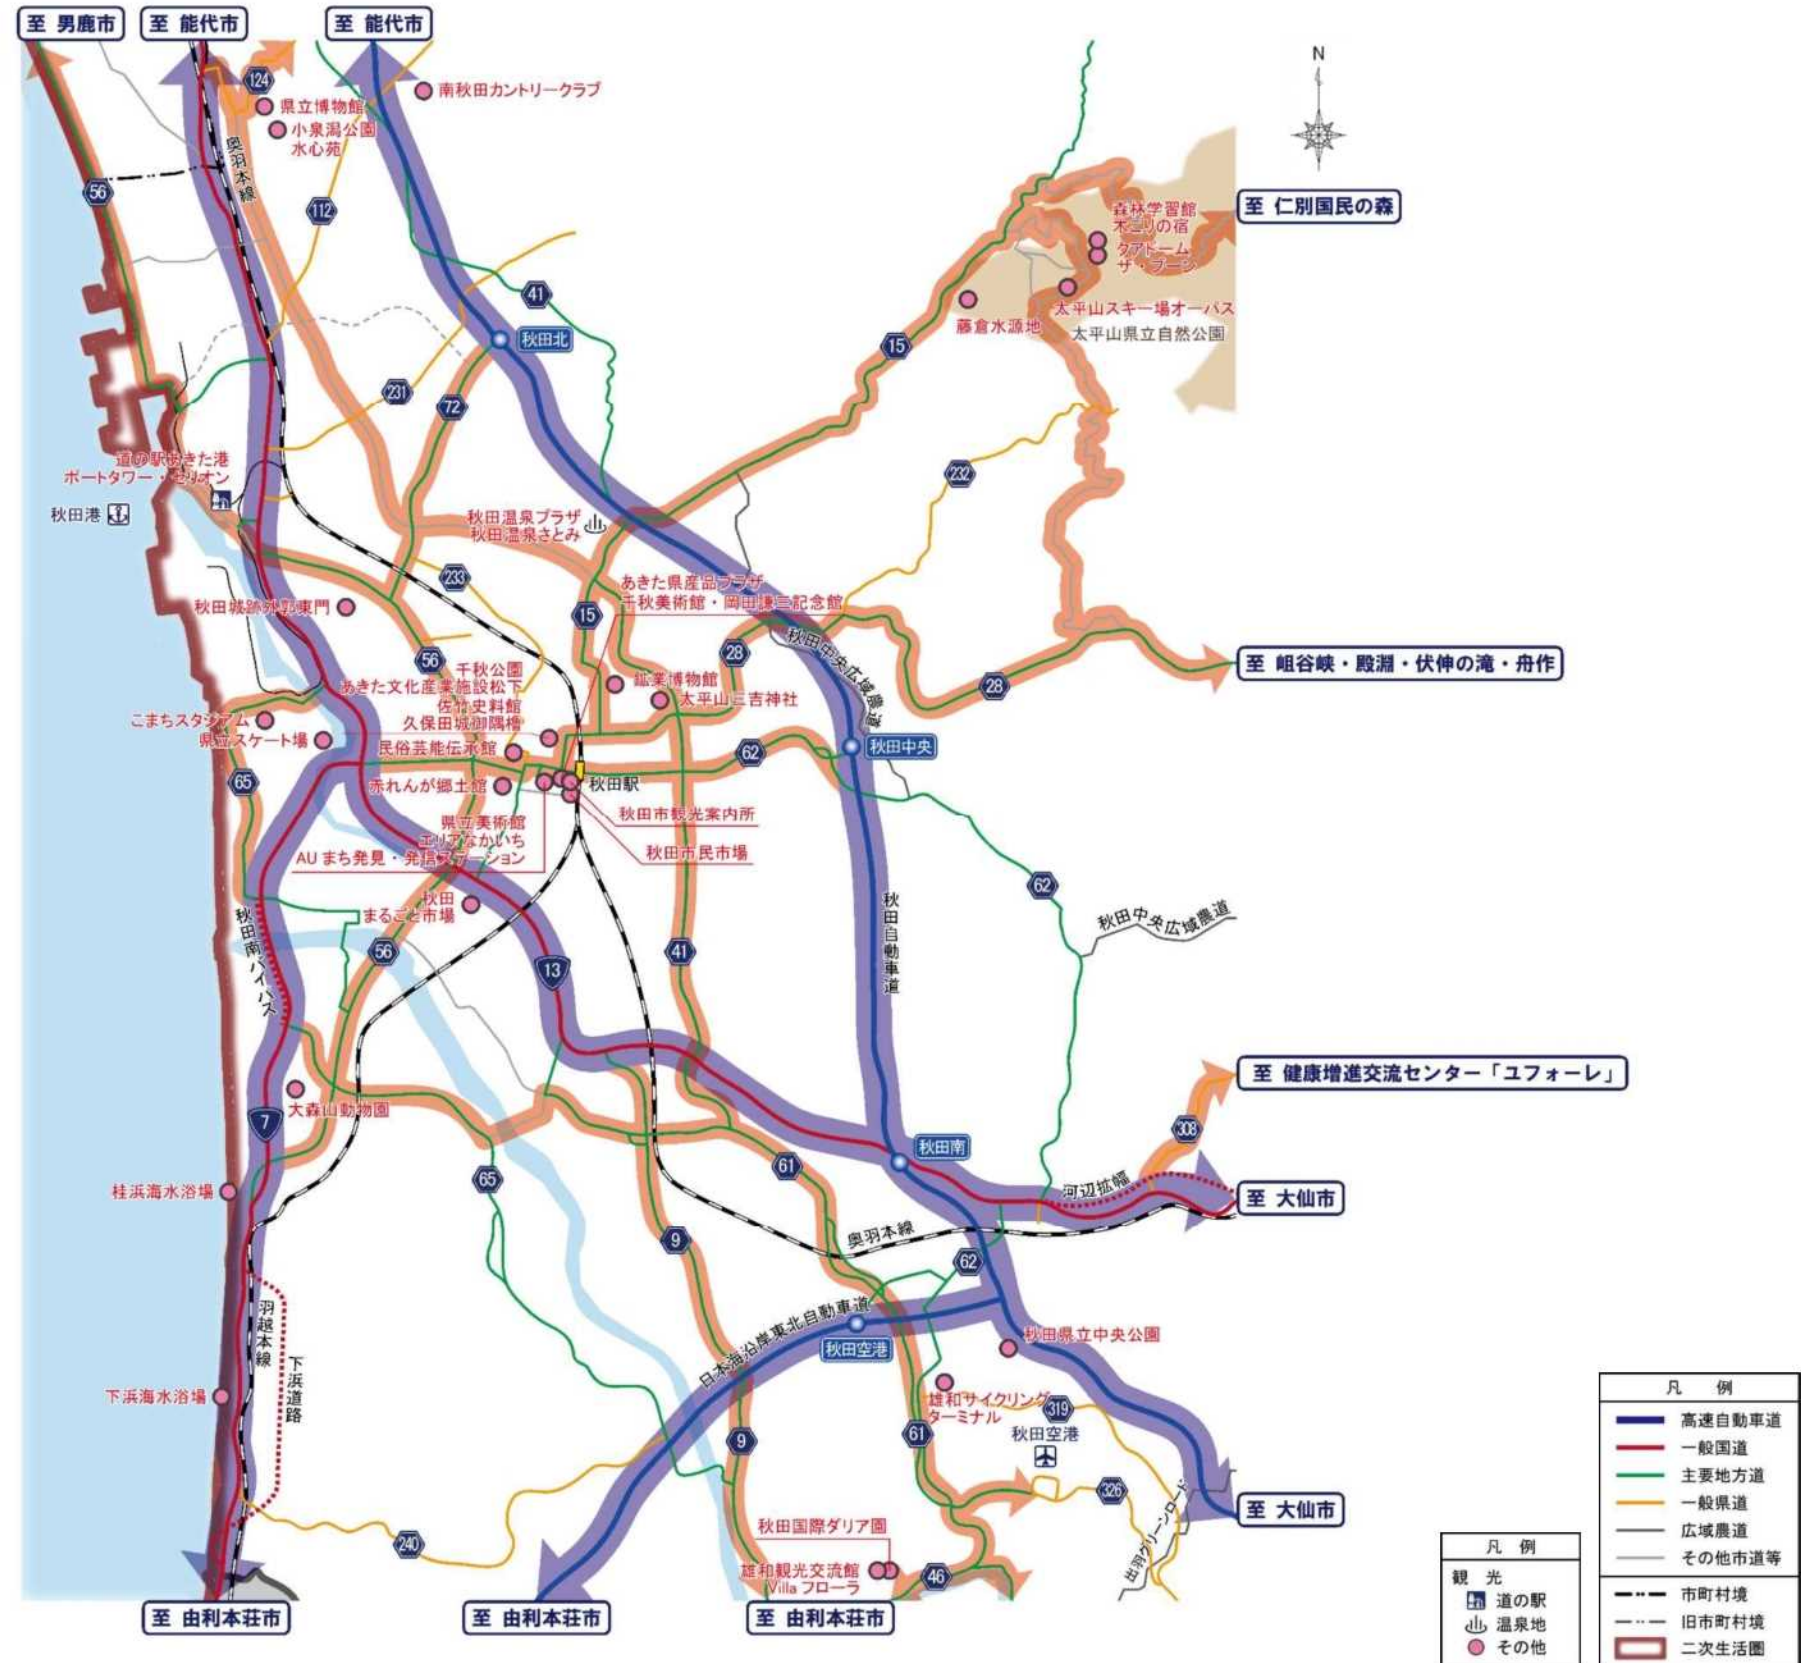 至 男鹿市
至 能代市
至 能代市
N
124
南秋田カントリークラブ
県立博物館
小泉潟公園
水心苑
奥羽本線
56
112
至 仁別国民の森
森林学習館
木こりの宿
クアドーム
ザ・ブーン
太平山スキー場オーパス
太平山県立自然公園
藤倉水源地
41
秋田北
15
231
72
道の駅あきた港
ポートタワー・セリオン
秋田港
232
秋田温泉プラザ
秋田温泉さとみ
233
あきた県産品プラザ
千秋美術館・岡田謙三記念館
秋田城跡外郭東門
15
28
秋田中央広域農道
56
千秋公園
あきた文化産業施設松下
佐竹史料館
久保田城御隅櫓
民俗芸能伝承館
鉱業博物館
太平山三吉神社
28
至 岨谷峡・殿淵・伏伸の滝・舟作
こまちスタジアム
県立スケート場
62
秋田中央
65
赤れんが郷土館
秋田駅
秋田市観光案内所
県立美術館
エリアなかいち
AU まち発見・発信ステーション
秋田市民市場
秋田
まるごと市場
62
秋田中央広域農道
秋田南バイパス
56
13
41
秋田自動車道
至 健康増進交流センター「ユフォーレ」
大森山動物園
7
308
秋田南
61
65
桂浜海水浴場
河辺拡幅
至 大仙市
9
奥羽本線
62
羽越本線
日本海沿岸東北自動車道
秋田空港
秋田県立中央公園
下浜道路
下浜海水浴場
雄和サイクリング
ターミナル
319
秋田空港
9
61
326
至 大仙市
出羽グリーンロード
秋田国際ダリア園
240
雄和観光交流館
Villa フローラ
46
至 由利本荘市
至 由利本荘市
至 由利本荘市
凡 例
観 光
道の駅
温泉地
その他
凡 例
高速自動車道
一般国道
主要地方道
一般県道
広域農道
その他市道等
市町村境
旧市町村境
二次生活圏